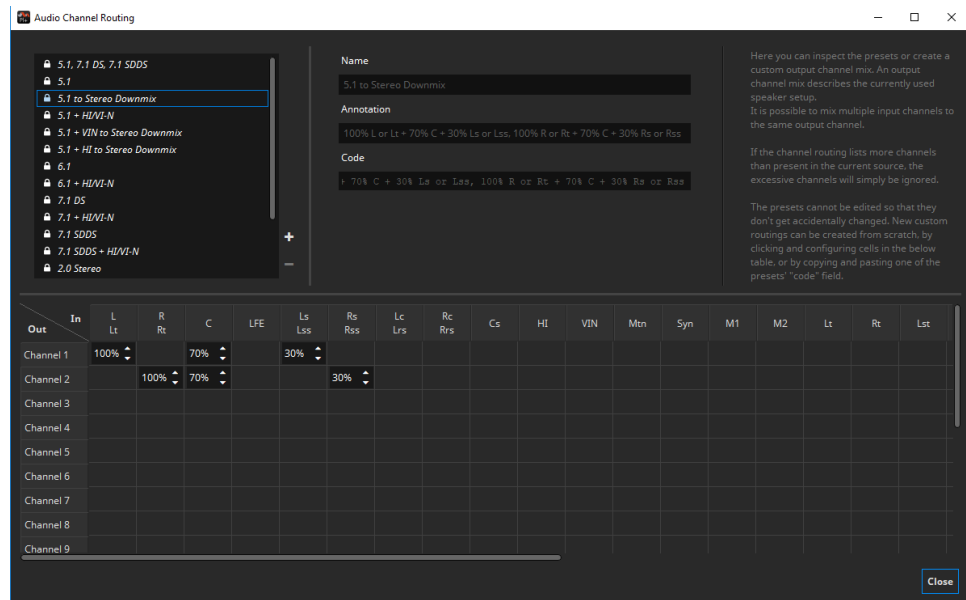 Audio Channel Routing
5.1, 7.1 DS, 7.1 SDDS
5.1
5.1 to Stereo Downmix
5.1 + HI/VI-N
5.1 + VIN to Stereo Downmix
5.1 + HI to Stereo Downmix
6.1
6.1 + HI/VI-N
7.1 DS
7.1 + HI/VI-N
7.1 SDDS
7.1 SDDS + HI/VI-N
2.0 Stereo
+
−
Name
5.1 to Stereo Downmix
Annotation
100% L or Lt + 70% C + 30% Ls or Lss, 100% R or Rt + 70% C + 30% Rs or Rss
Code
+ 70% C + 30% Ls or Lss, 100% R or Rt + 70% C + 30% Rs or Rss
Here you can inspect the presets or create a
custom output channel mix. An output
channel mix describes the currently used
speaker setup.
It is possible to mix multiple input channels to
the same output channel.
If the channel routing lists more channels
than present in the current source, the
excessive channels will simply be ignored.
The presets cannot be edited so that they
don't get accidentally changed. New custom
routings can be created from scratch, by
clicking and configuring cells in the below
table, or by copying and pasting one of the
presets' "code" field.
In
Out
L
Lt
R
Rt
C
LFE
Ls
Lss
Rs
Rss
Lc
Lrs
Rc
Rrs
Cs
HI
VIN
Mtn
Syn
M1
M2
Lt
Rt
Lst
Channel 1 100% 70% 30%
Channel 2 100% 70% 30%
Channel 3
Channel 4
Channel 5
Channel 6
Channel 7
Channel 8
Channel 9
Close